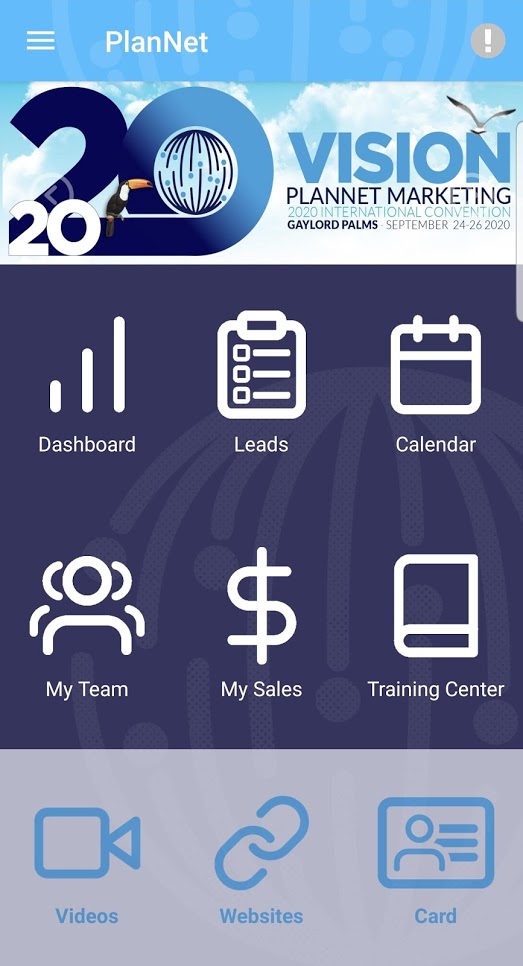 PlanNet
2020
20
VISION
PLANNET MARKETING
2020 INTERNATIONAL CONVENTION
GAYLORD PALMS - SEPTEMBER 24-26 2020
Dashboard
Leads
Calendar
My Team
My Sales
Training Center
Videos
Websites
Card